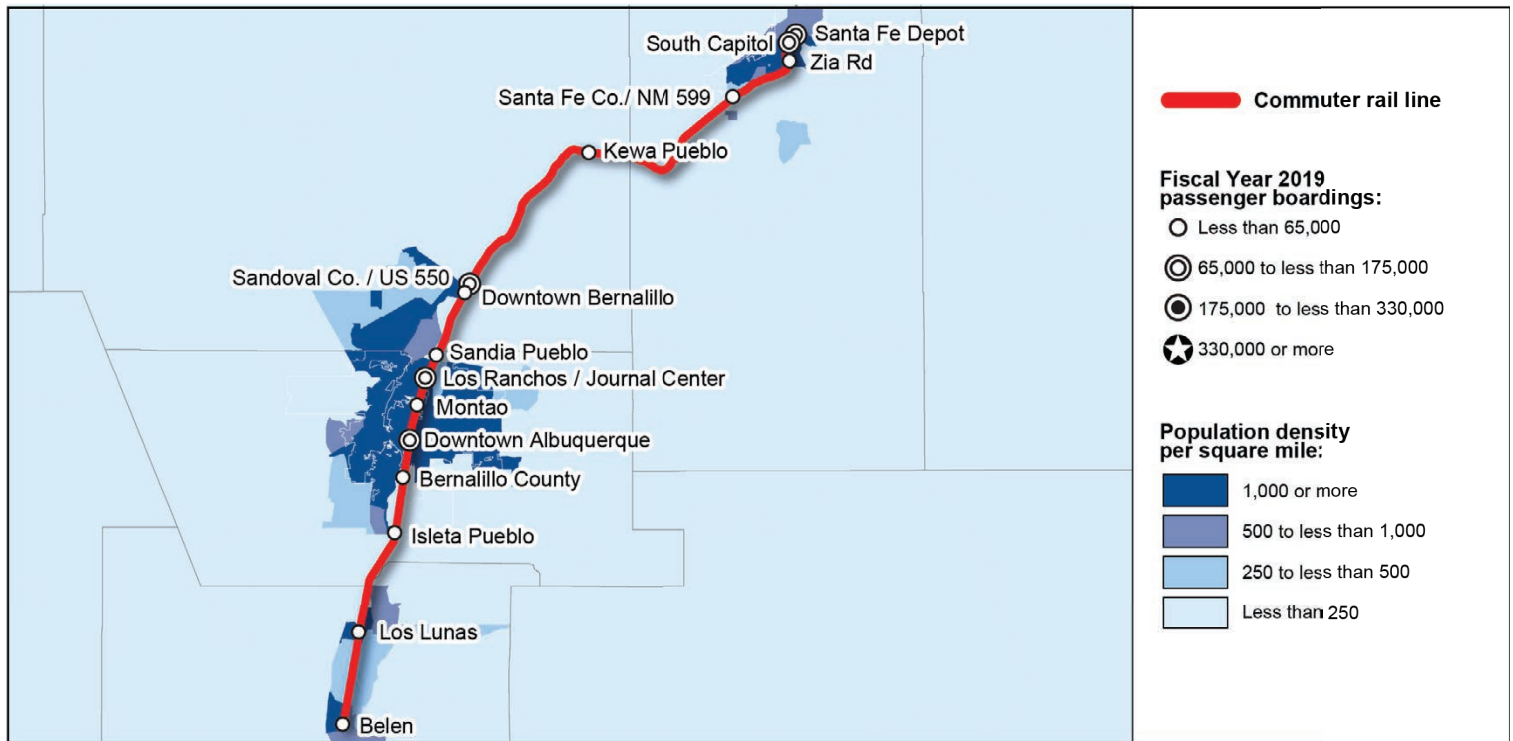 Santa Fe Depot
South Capitol
Zia Rd
Santa Fe Co./ NM 599
Kewa Pueblo
Sandoval Co. / US 550
Downtown Bernalillo
Sandia Pueblo
Los Ranchos / Journal Center
Montao
Downtown Albuquerque
Bernalillo County
Isleta Pueblo
Los Lunas
Belen
Commuter rail line
Fiscal Year 2019
passenger boardings:
Less than 65,000
65,000 to less than 175,000
175,000 to less than 330,000
330,000 or more
Population density
per square mile:
1,000 or more
500 to less than 1,000
250 to less than 500
Less than 250